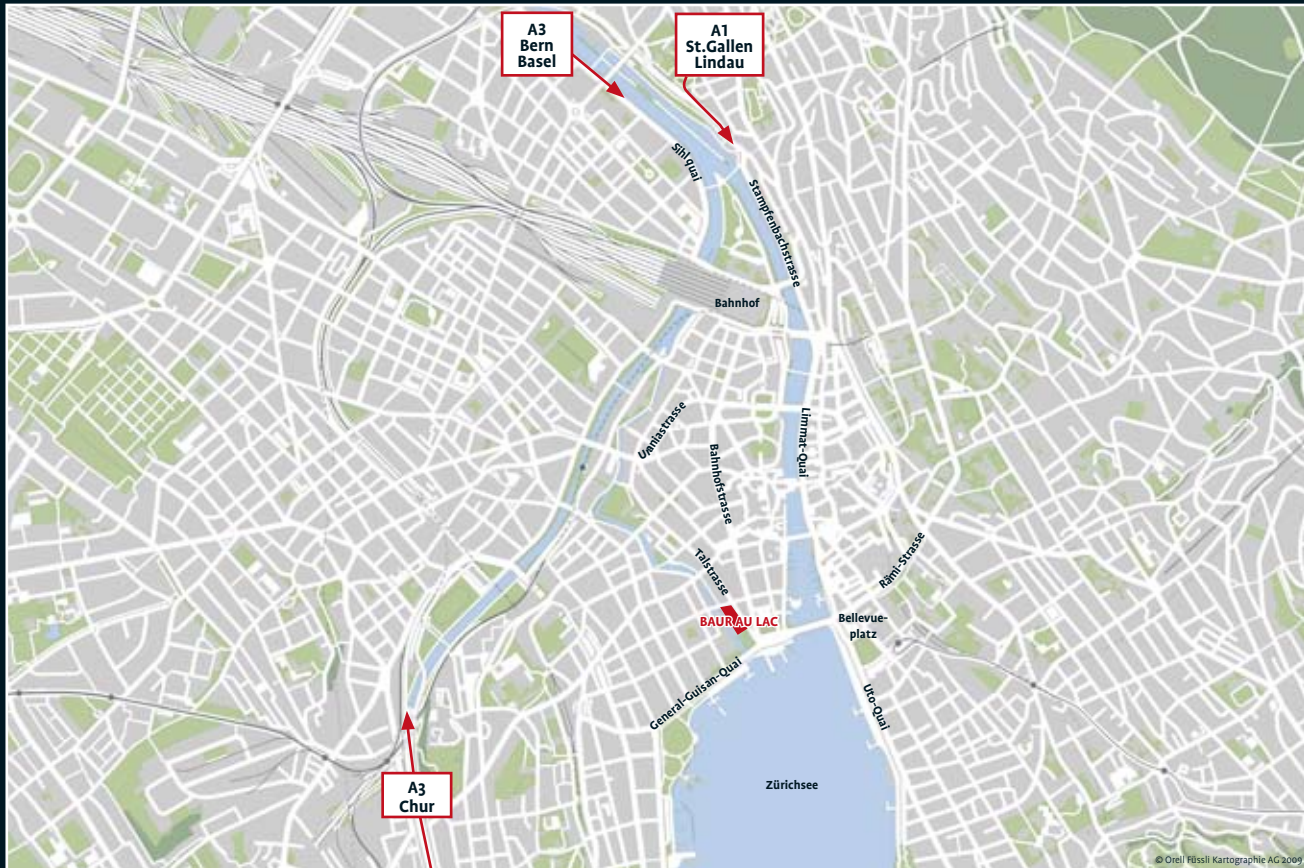 A3
Bern
Basel
A1
St.Gallen
Lindau
Sihlquai
Stampfenbachstrasse
Bahnhof
Uraniastrasse
Bahnhofstrasse
Limmat-Quai
Talstrasse
Rämi-Strasse
BAUR AU LAC
Bellevue-
platz
General-Guisan-Quai
Uto-Quai
A3
Chur
Zürichsee
© Orell Füssli Kartographie AG 2009